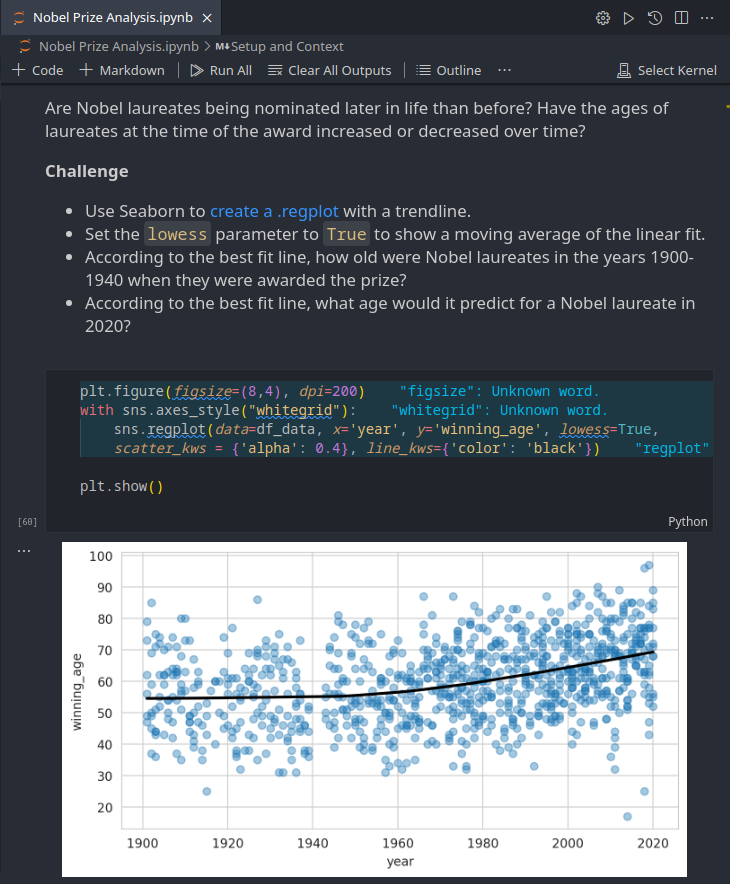 Nobel Prize Analysis.ipynb ×
Nobel Prize Analysis.ipynb > M↓Setup and Context
+ Code + Markdown | Run All Clear All Outputs | Outline ... Select Kernel
Are Nobel laureates being nominated later in life than before? Have the ages of
laureates at the time of the award increased or decreased over time?
Challenge
• Use Seaborn to create a .regplot with a trendline.
• Set the lowess parameter to True to show a moving average of the linear fit.
• According to the best fit line, how old were Nobel laureates in the years 1900-
1940 when they were awarded the prize?
• According to the best fit line, what age would it predict for a Nobel laureate in
2020?
plt.figure(figsize=(8,4), dpi=200) "figsize": Unknown word.
with sns.axes_style("whitegrid"): "whitegrid": Unknown word.
sns.regplot(data=df_data, x='year', y='winning_age', lowess=True,
scatter_kws = {'alpha': 0.4}, line_kws={'color': 'black'}) "regplot"
plt.show()
[60]
Python
...
100
90
80
70
60
50
40
30
20
winning_age
1900 1920 1940 1960 1980 2000 2020
year